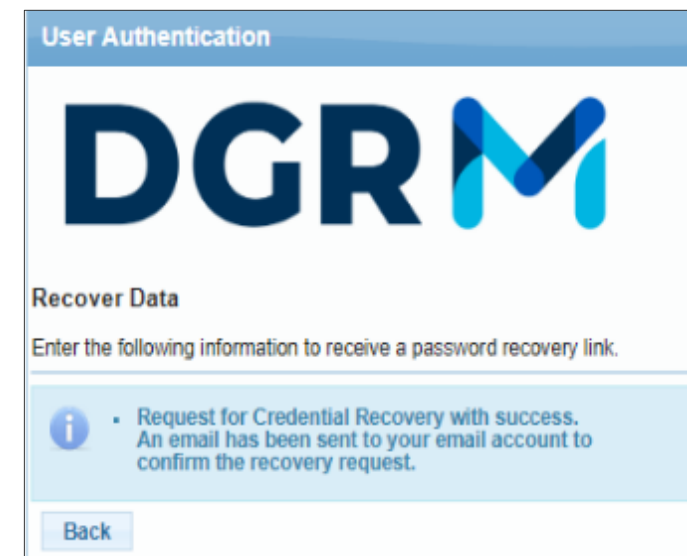 User Authentication
DGRM
Recover Data
Enter the following information to receive a password recovery link.
Request for Credential Recovery with success.
An email has been sent to your email account to
confirm the recovery request.
Back